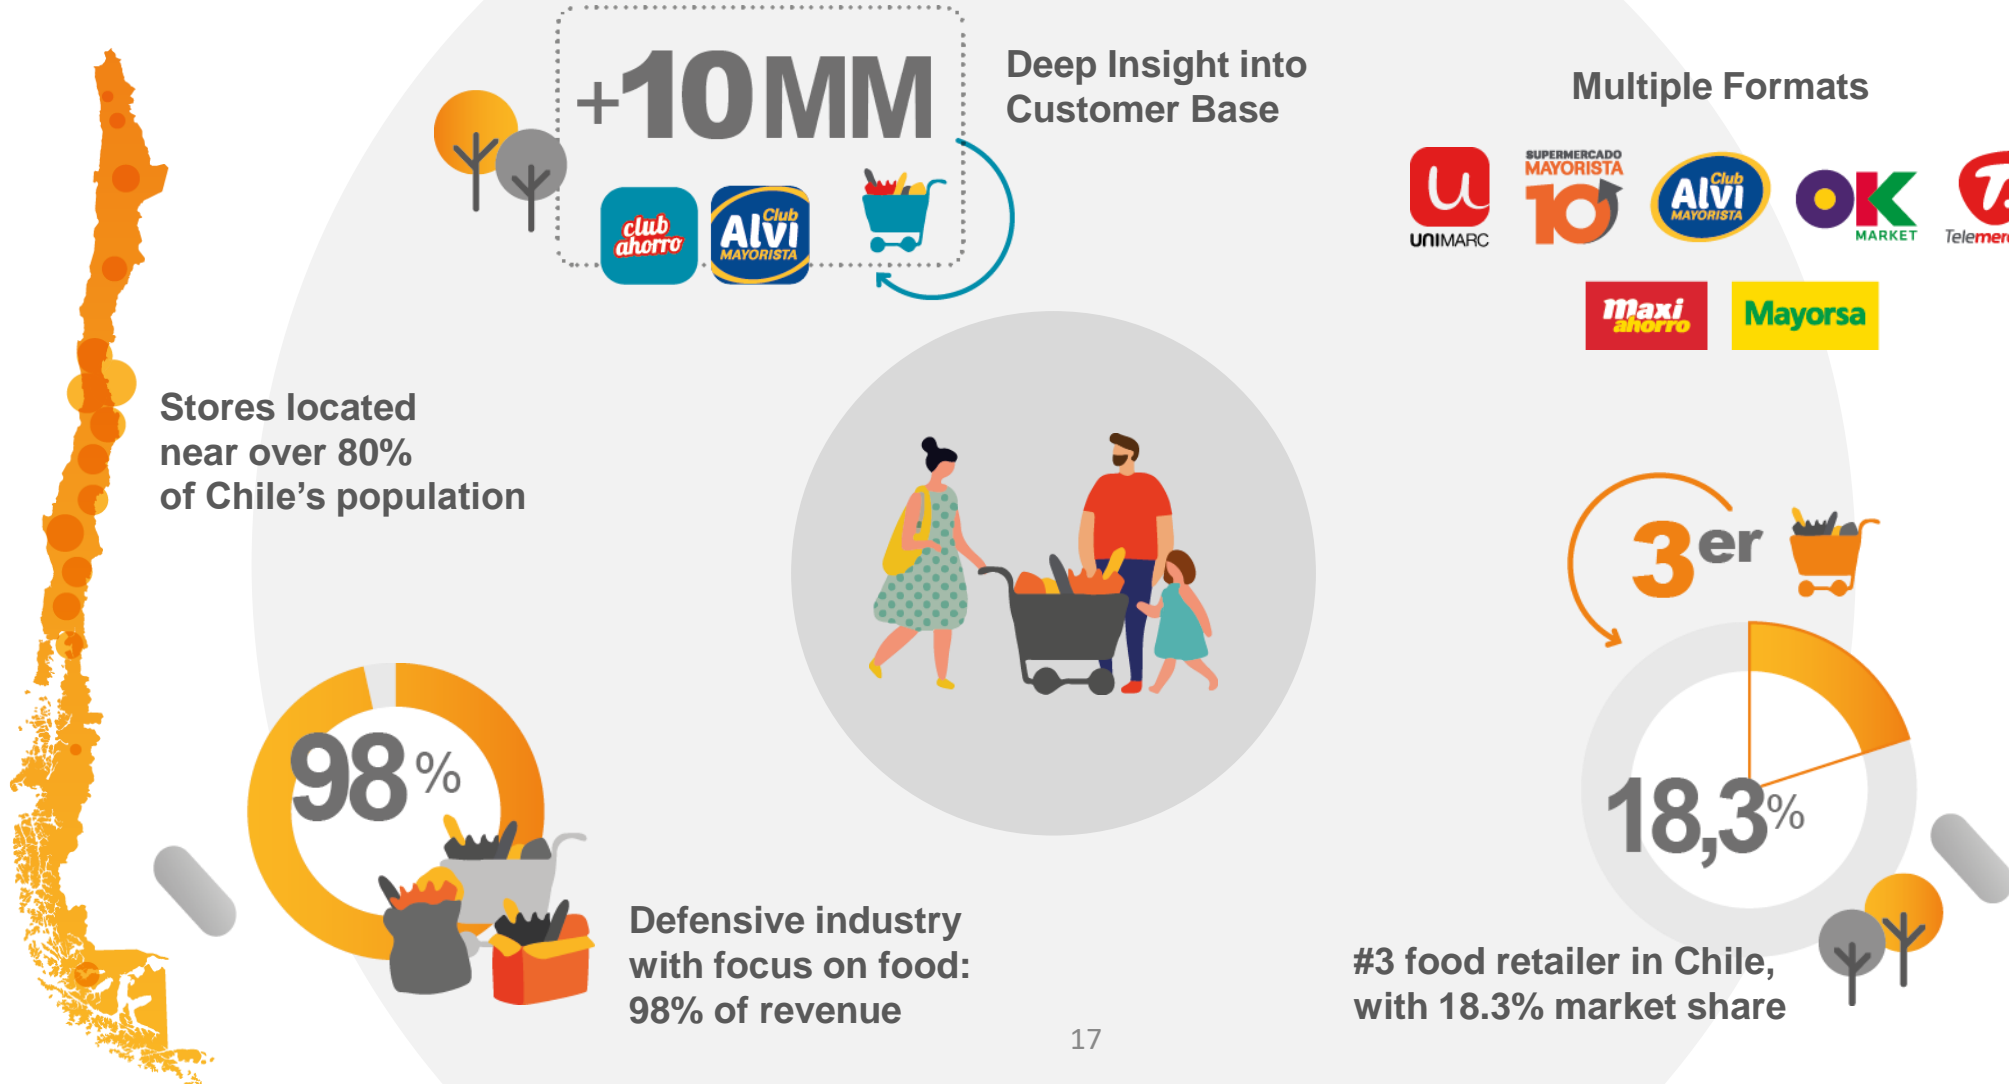 +10 MM
Deep Insight into
Customer Base
club
ahorro
Club
Alvi
MAYORISTA
Multiple Formats
UNIMARC
SUPERMERCADO
MAYORISTA
10
Club
Alvi
MAYORISTA
OK
MARKET
maxi
ahorro
Mayorsa
Stores located
near over 80%
of Chile's population
3er
98%
18,3%
Defensive industry
with focus on food:
98% of revenue
#3 food retailer in Chile,
with 18.3% market share
17